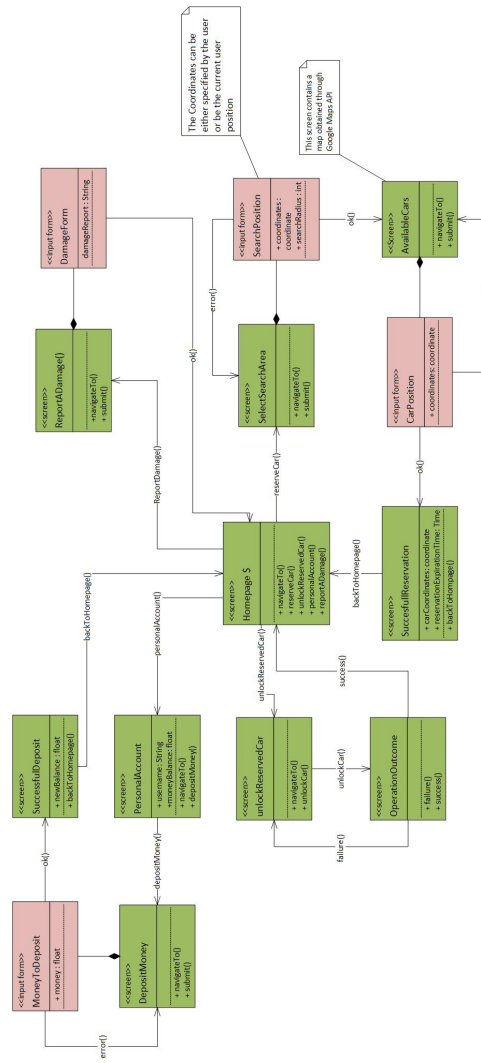 <<input form>>
MoneyToDeposit
+ money : float
error()
ok()
<<screen>>
DepositMoney
+ navigateTo()
+ submit()
<<screen>>
SuccessfulDeposit
+ newBalance : float
+ backToHomepage()
depositMoney()
<<screen>>
PersonalAccount
+ username: String
+moneyBalance: float
+ navigateTo()
+ depositMoney()
backToHomepage()
personalAccount()
<<screen>>
unlockReservedCar
+ navigateTo()
+ unlockCar()
unlockCar()
<<screen>>
OperationOutcome
+ failure()
+ success()
failure()
success()
unlockReservedCar()
<<screen>>
Homepage S
+ navigateTo()
+ reserveCar()
+ unlockReservedCar()
+ personalAccount()
+ reportADamage()
backToHomepage()
<<screen>>
SuccesfullReservation
+ carCoordinates: coordinate
+ reservationExpirationTime: Time
+ backToHompage()
ReportDamage()
ok()
reserveCar()
<<screen>>
ReportADamage()
+navigateTo()
+ submit()
<<input form>>
DamageForm
damageReport : String
<<screen>>
SelectSearchArea
+ navigateTo()
+ submit()
error()
<<input form>>
SearchPosition
+ coordinates :
coordinate
+ searchRadius : Int
ok()
ok()
<<input form>>
CarPosition
+ coordinates: coordinate
<<Screen>>
AvailableCars
+ navigateTo()
+ submit()
The Coordinates can be
either specified by the user
or be the current user
position
This screen contains a
map obtained through
Google Maps API